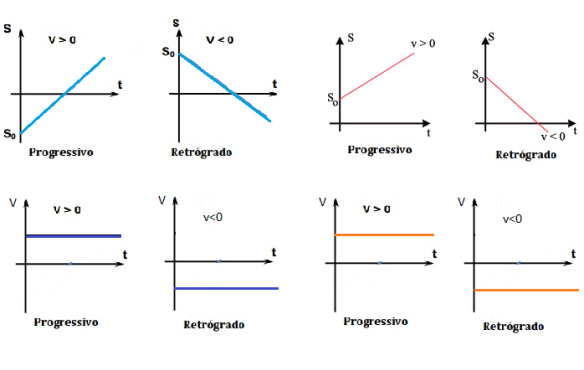 S
V > 0
t
S₀
Progressivo
S
V < 0
S₀
t
Retrógrado
S
v > 0
S₀
t
Progressivo
S
S₀
v < 0
t
Retrógrado
V
V > 0
t
Progressivo
V
v<0
t
Retrógrado
V
V > 0
t
Progressivo
V
v<0
t
Retrógrado